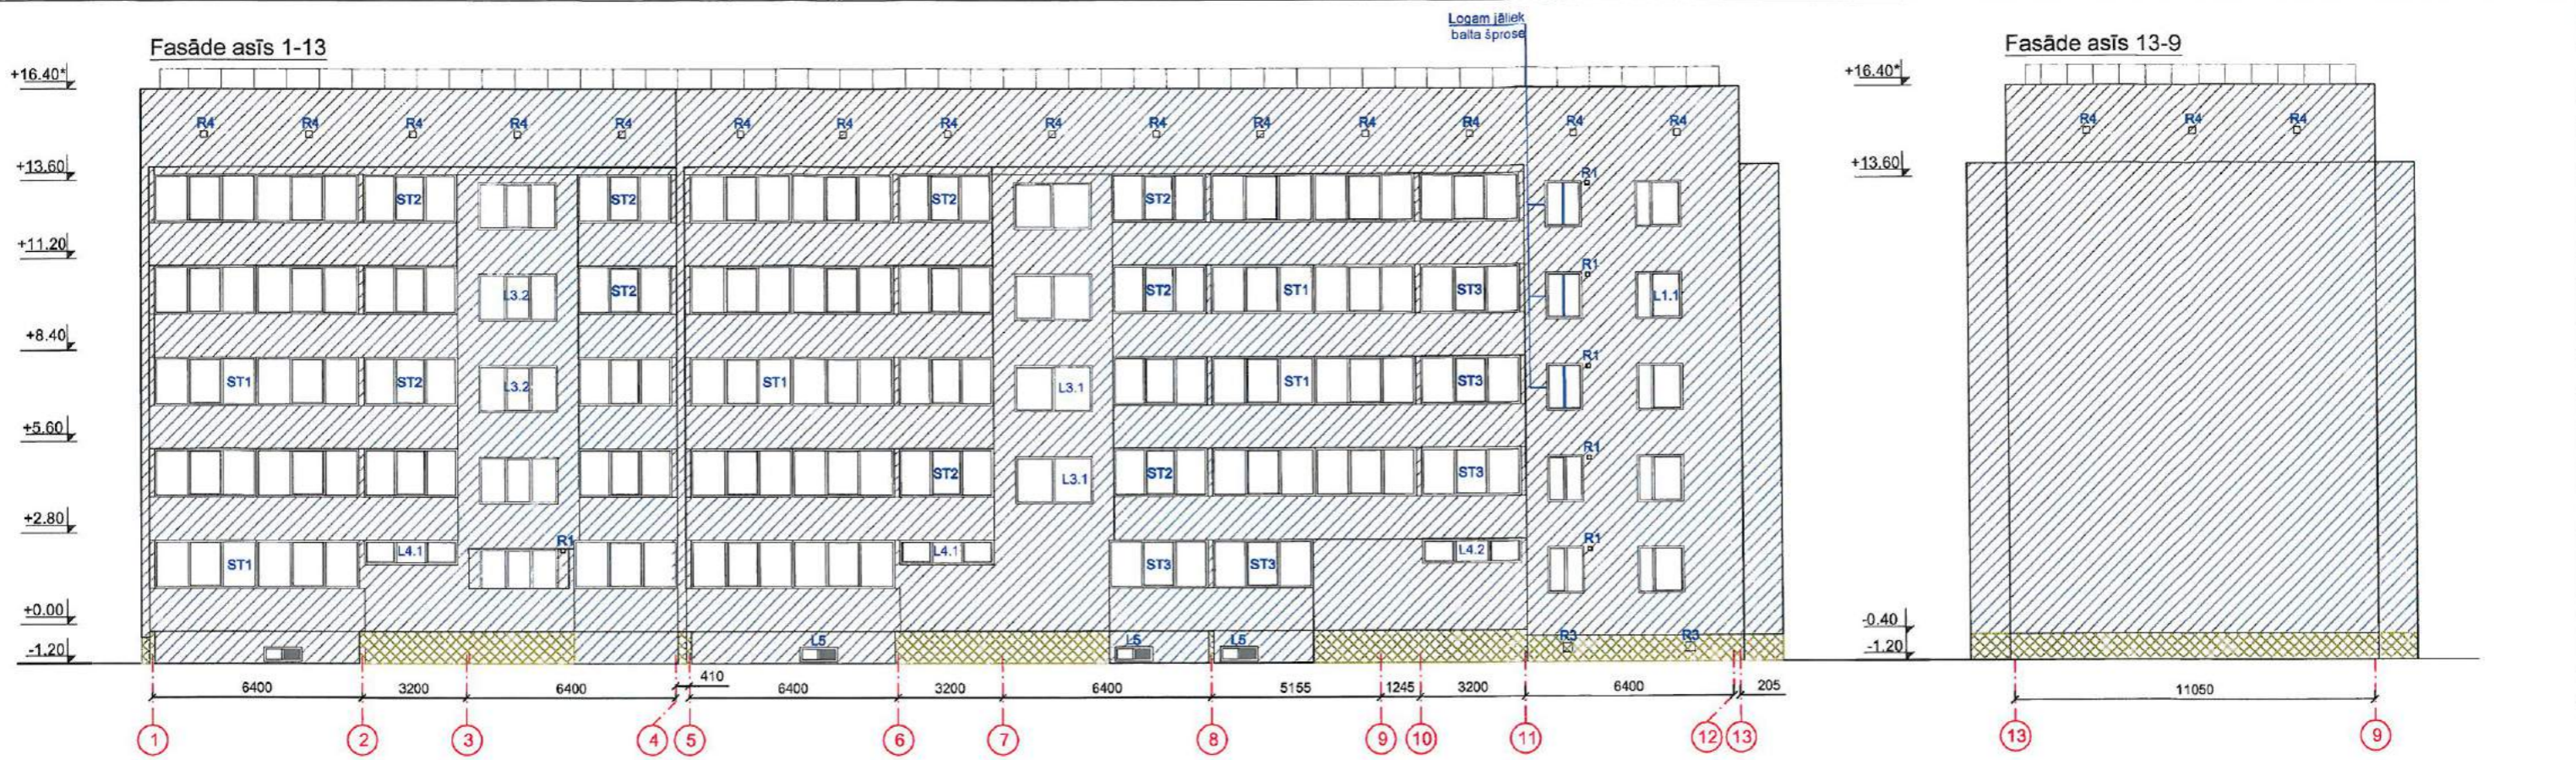 Logam jāliek
balta šprose
Fasāde asīs 1-13
Fasāde asīs 13-9
+16.40*
+16.40*
R4 R4 R4 R4 R4 R4 R4 R4 R4 R4 R4 R4 R4 R4 R4
R4 R4 R4
+13.60
+13.60
R1
ST2 ST2 ST2 ST2
+11.20
R1
L3.2 ST2 ST2 ST1 ST3 L1.1
+8.40
R1
ST1 ST2 L3.2 ST1 L3.1 ST1 ST3
+5.60
R1
ST2 L3.1 ST2 ST3
+2.80
R1 R1
L4.1 L4.1 L4.2
ST1 ST3 ST3
+0.00
-0.40
L5 L5 L5 R3 R3
-1.20
-1.20
410
6400 3200 6400 6400 3200 6400 5155 1245 3200 6400 205
11050
1 2 3 4 5 6 7 8 9 10 11 12 13
13 9